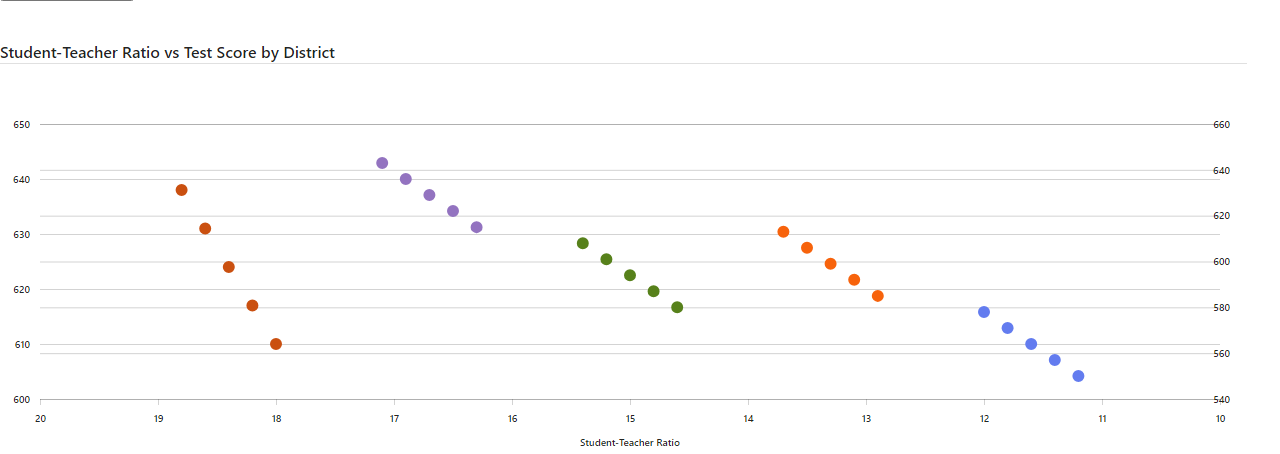 Student-Teacher Ratio vs Test Score by District
650 660
640 640
630 620
620 600
610 580
600 560
540
20 19 18 17 16 15 14 13 12 11 10
Student-Teacher Ratio